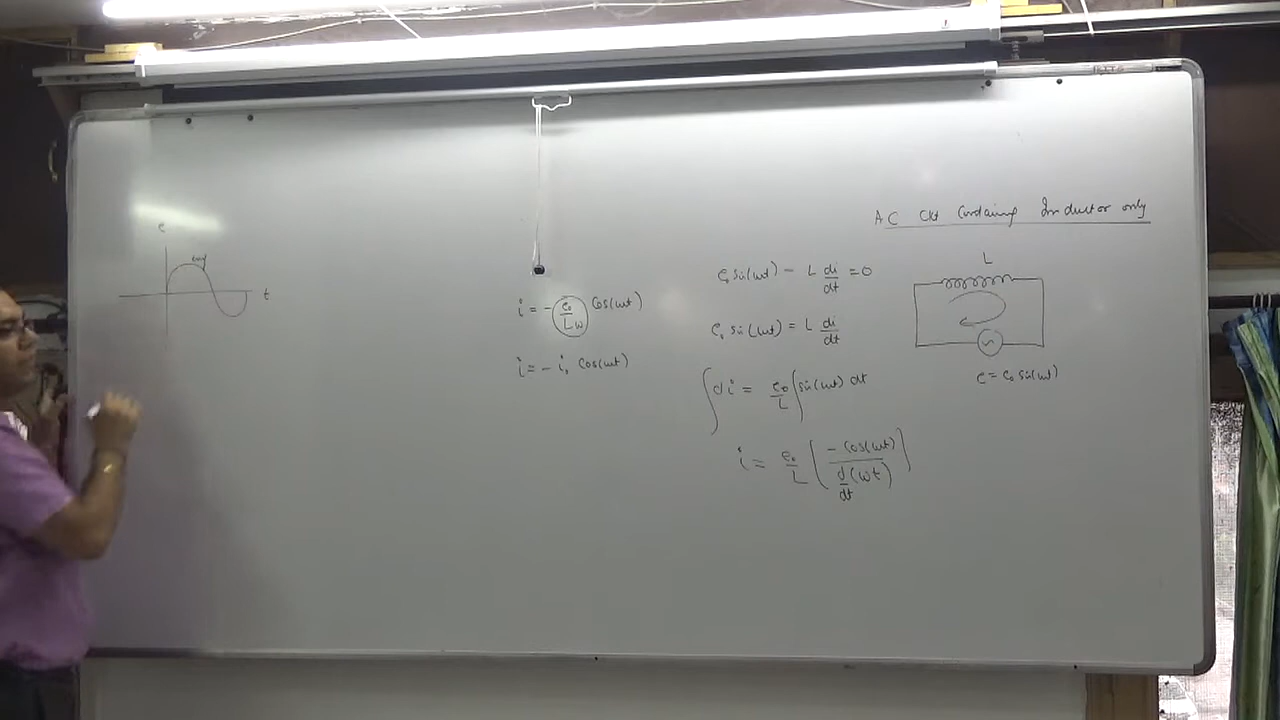 AC Ckt Containing Inductor only
L
e = e₀ sin(ωt)
e₀ sin(ωt) - L di/dt = 0
e₀ sin(ωt) = L di/dt
∫di = e₀/L ∫sin(ωt) dt
i = e₀/L ( -Cos(ωt) / d/dt (ωt) )
i = - e₀/Lω Cos(ωt)
i = - i₀ Cos(ωt)
e
t